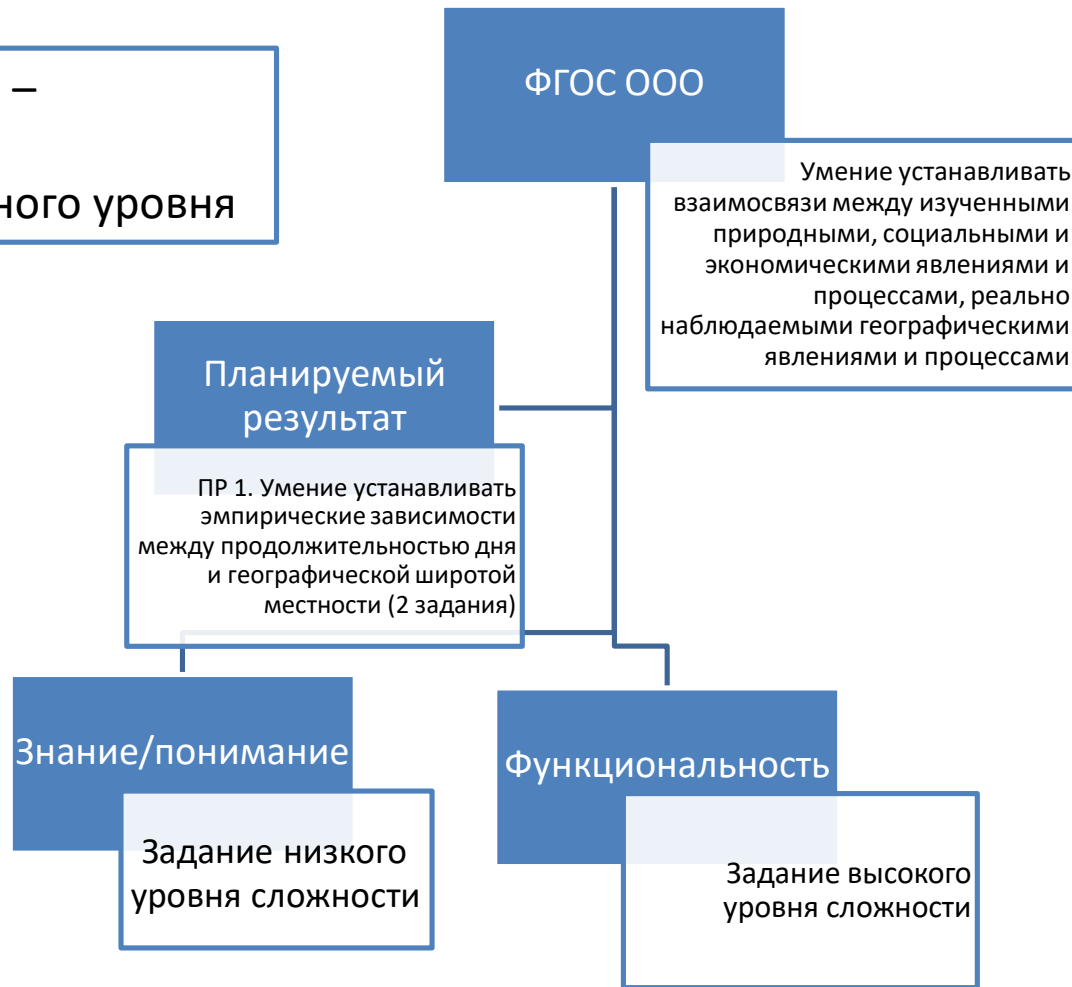 –
ного уровня
ФГОС ООО
Умение устанавливать
взаимосвязи между изученными
природными, социальными и
экономическими явлениями и
процессами, реально
наблюдаемыми географическими
явлениями и процессами
Планируемый
результат
ПР 1. Умение устанавливать
эмпирические зависимости
между продолжительностью дня
и географической широтой
местности (2 задания)
Знание/понимание
Задание низкого
уровня сложности
Функциональность
Задание высокого
уровня сложности